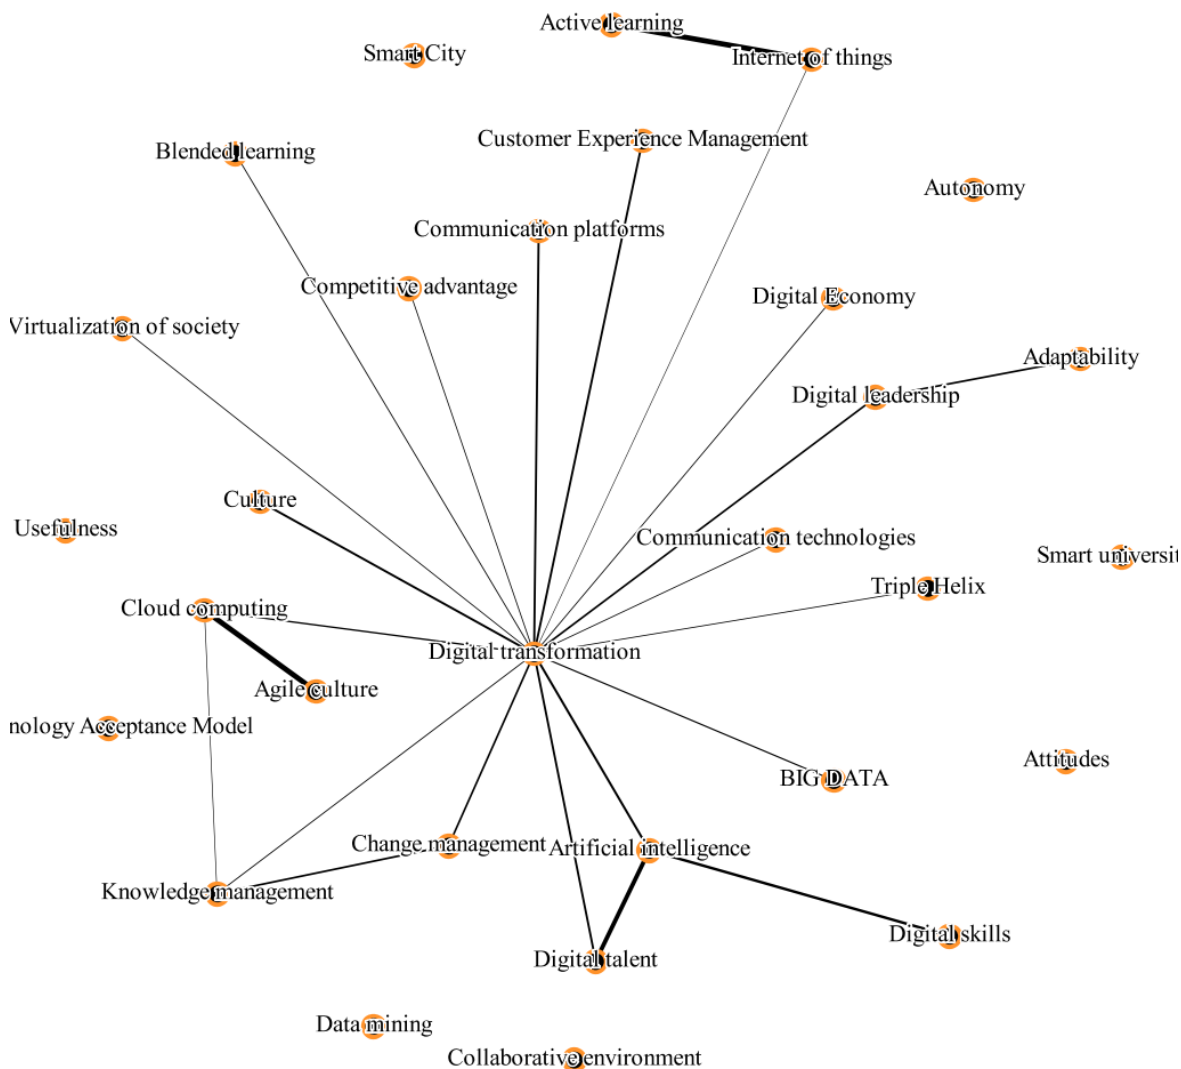 Active learning
Smart City
Internet of things
Customer Experience Management
Blended learning
Autonomy
Communication platforms
Competitive advantage
Digital Economy
Virtualization of society
Adaptability
Digital leadership
Culture
Usefulness
Communication technologies
Smart universit
Triple Helix
Cloud computing
Digital transformation
Agile culture
nology Acceptance Model
Attitudes
BIG DATA
Change management
Artificial intelligence
Knowledge management
Digital skills
Digital talent
Data mining
Collaborative environment